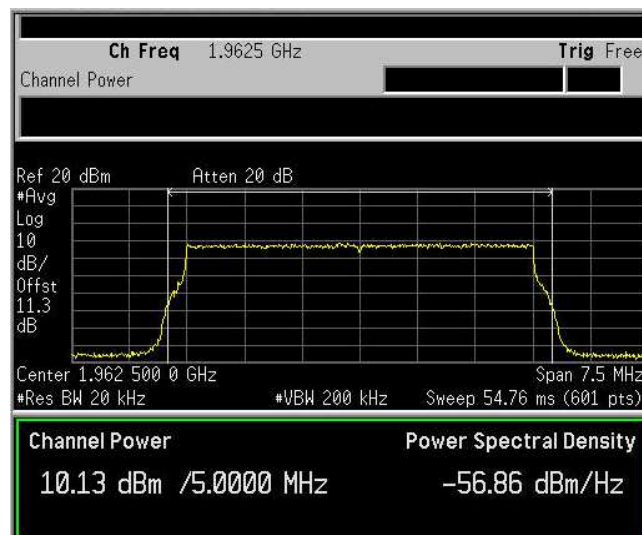 Ch Freq 1.9625 GHz Trig Free
Channel Power
Ref 20 dBm Atten 20 dB
#Avg
Log
10
dB/
Offst
11.3
dB
Center 1.962 500 0 GHz Span 7.5 MHz
#Res BW 20 kHz #VBW 200 kHz Sweep 54.76 ms (601 pts)
Channel Power Power Spectral Density
10.13 dBm /5.0000 MHz -56.86 dBm/Hz